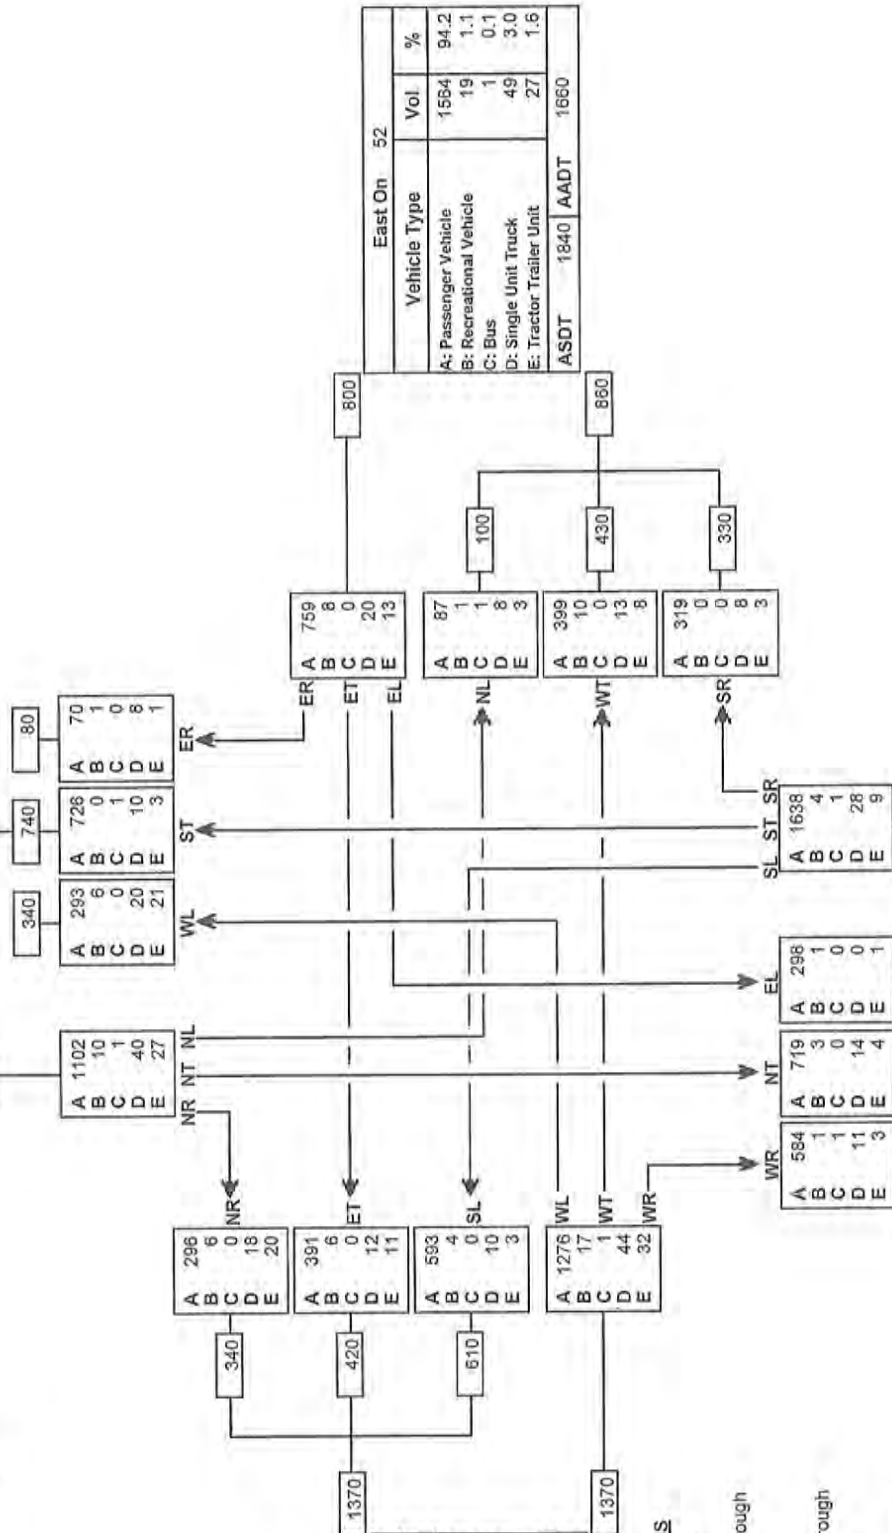 East On 52
Vehicle Type Vol. %
A: Passenger Vehicle 1564 94.2
B: Recreational Vehicle 19 1.1
C: Bus 1 0.1
D: Single Unit Truck 49 3.0
E: Tractor Trailer Unit 27 1.6
ASDT 1840 AADT 1660
800
860
ER
ET
EL
A 759
B 8
C 0
D 20
E 13
NL
A 87
B 1
C 1
D 8
E 3
100
WT
A 399
B 10
C 0
D 13
E 8
430
SR
A 319
B 0
C 0
D 8
E 3
330
80
A 70
B 1
C 0
D 8
E 1
ER
740
A 726
B 0
C 1
D 10
E 3
ST
340
A 293
B 6
C 0
D 20
E 21
WL
A 1102
B 10
C 1
D 40
E 27
NR NT NL
SL ST SR
A 1638
B 4
C 1
D 28
E 9
EL
A 298
B 1
C 0
D 0
E 1
NT
A 719
B 3
C 0
D 14
E 4
WR
A 584
B 1
C 1
D 11
E 3
A 296
B 6
C 0
D 18
E 20
NR
340
A 391
B 6
C 0
D 12
E 11
ET
420
A 593
B 4
C 0
D 10
E 3
SL
610
A 1276
B 17
C 1
D 44
E 32
WL
WT
WR
1370
1370
S
ough
rough